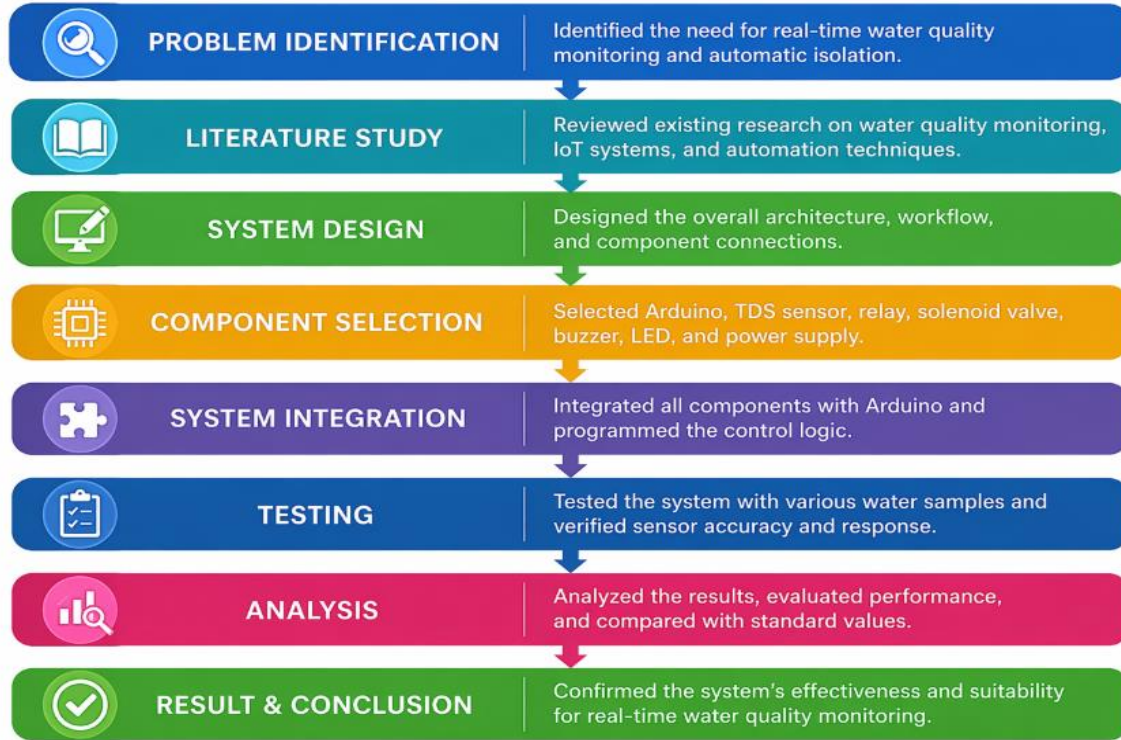 PROBLEM IDENTIFICATION
Identified the need for real-time water quality
monitoring and automatic isolation.
LITERATURE STUDY
Reviewed existing research on water quality monitoring,
IoT systems, and automation techniques.
SYSTEM DESIGN
Designed the overall architecture, workflow,
and component connections.
COMPONENT SELECTION
Selected Arduino, TDS sensor, relay, solenoid valve,
buzzer, LED, and power supply.
SYSTEM INTEGRATION
Integrated all components with Arduino and
programmed the control logic.
TESTING
Tested the system with various water samples and
verified sensor accuracy and response.
ANALYSIS
Analyzed the results, evaluated performance,
and compared with standard values.
RESULT & CONCLUSION
Confirmed the system's effectiveness and suitability
for real-time water quality monitoring.